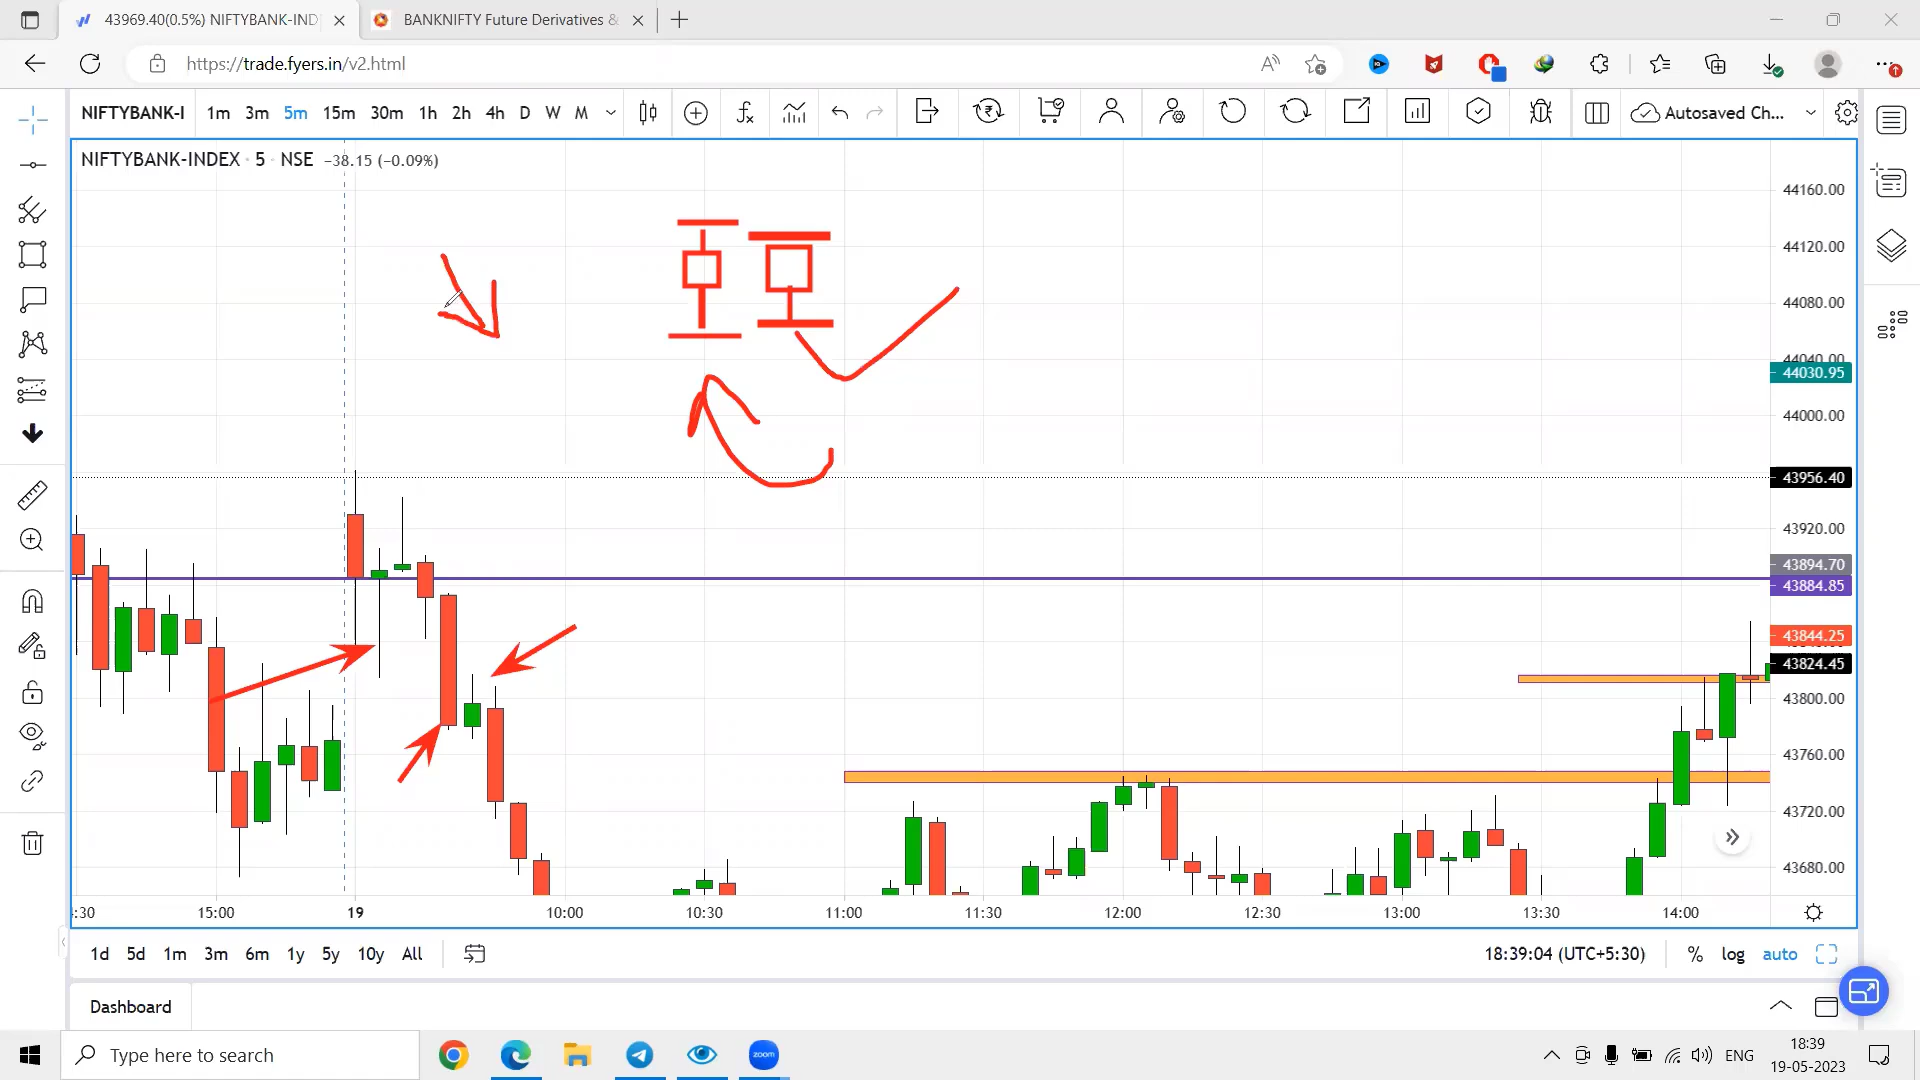 43969.40(0.5%) NIFTYBANK-IND
BANKNIFTY Future Derivatives &
https://trade.fyers.in/v2.html
NIFTYBANK-I 1m 3m 5m 15m 30m 1h 2h 4h D W M
Autosaved Ch...
NIFTYBANK-INDEX · 5 · NSE −38.15 (−0.09%)
44160.00
44120.00
44080.00
44040.00
44030.95
44000.00
43956.40
43920.00
43894.70
43884.85
43844.25
43824.45
43800.00
43760.00
43720.00
43680.00
:30 15:00 19 10:00 10:30 11:00 11:30 12:00 12:30 13:00 13:30 14:00
1d 5d 1m 3m 6m 1y 5y 10y All
18:39:04 (UTC+5:30) % log auto
Dashboard
Type here to search
zoom
ENG
18:39
19-05-2023